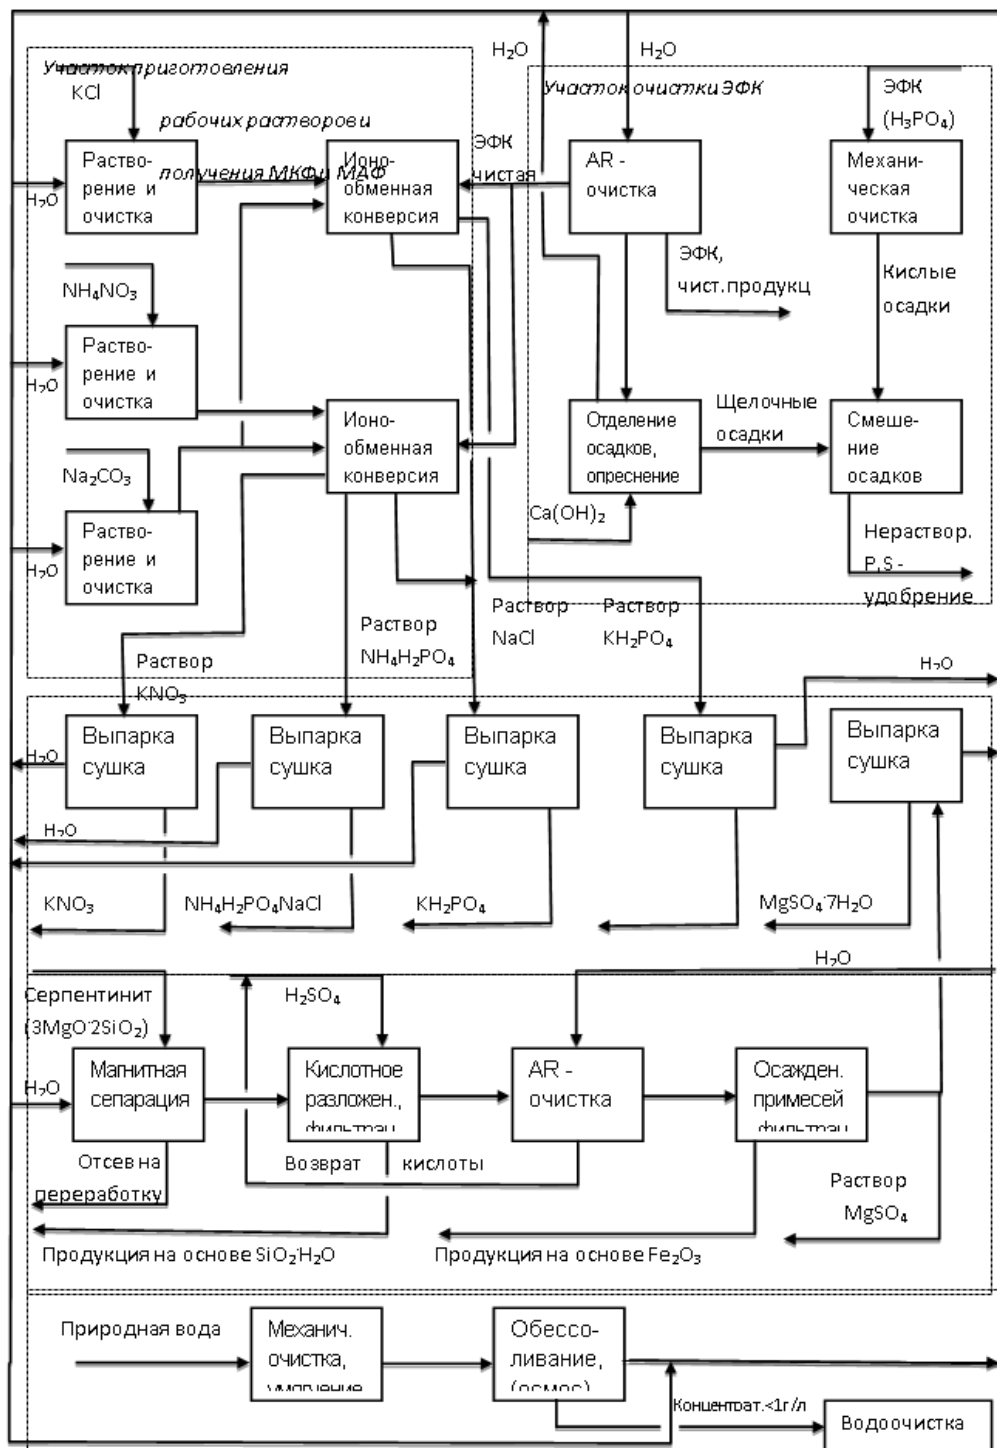 H₂O
H₂O
Участок приготовления
KCl
рабочих растворов и
получения МКФ и МАФ
Участок очистки ЭФК
ЭФК
(H₃PO₄)
ЭФК
чистая
Раство-
рение и
очистка
Ионо-
обменная
конверсия
AR -
очистка
Механи-
ческая
очистка
H₂O
ЭФК,
чист.продукц
Кислые
осадки
NH₄NO₃
Раство-
рение и
очистка
H₂O
Ионо-
обменная
конверсия
Отделение
осадков,
опреснение
Щелочные
осадки
Смеше-
ние
осадков
Na₂CO₃
Раство-
рение и
очистка
H₂O
Ca(OH)₂
Нераствор.
P,S -
удобрение
Раствор
KNO₃
Раствор
NH₄H₂PO₄
Раствор
NaCl
Раствор
KH₂PO₄
H₂O
Выпарка
сушка
Выпарка
сушка
Выпарка
сушка
Выпарка
сушка
Выпарка
сушка
H₂O
H₂O
KNO₃
NH₄H₂PO₄NaCl
KH₂PO₄
MgSO₄·7H₂O
H₂O
Серпентинит
(3MgO·2SiO₂)
H₂SO₄
H₂O
Магнитная
сепарация
Кислотное
разложен.,
фильтрац
AR -
очистка
Осажден.
примесей
фильтрац
Отсев на
переработку
Возврат кислоты
Раствор
MgSO₄
Продукция на основе SiO₂·H₂O
Продукция на основе Fe₂O₃
Природная вода
Механич.
очистка,
умягчение
Обессо-
ливание,
(осмос)
Концентрат.<1г/л
Водоочистка